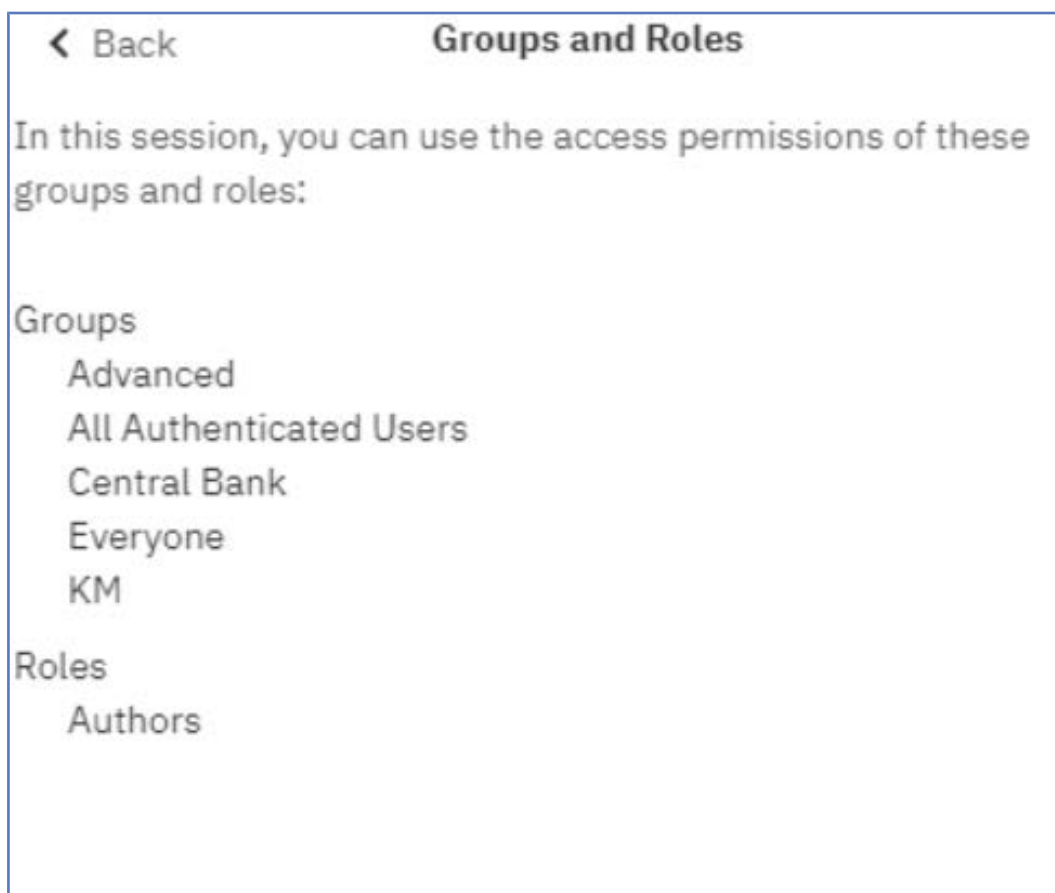 Back
Groups and Roles
In this session, you can use the access permissions of these
groups and roles:
Groups
Advanced
All Authenticated Users
Central Bank
Everyone
KM
Roles
Authors